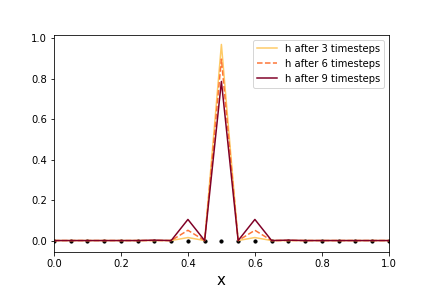 1.0
h after 3 timesteps
h after 6 timesteps
h after 9 timesteps
0.8
0.6
0.4
0.2
0.0
0.0 0.2 0.4 0.6 0.8 1.0
x